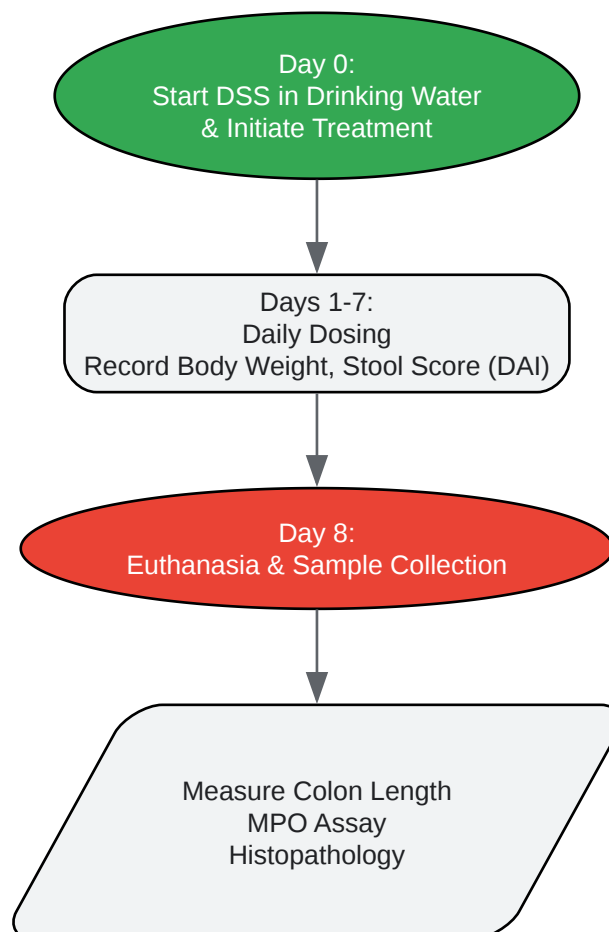 Day 0:
Start DSS in Drinking Water
& Initiate Treatment
Days 1-7:
Daily Dosing
Record Body Weight, Stool Score (DAI)
Day 8:
Euthanasia & Sample Collection
Measure Colon Length
MPO Assay
Histopathology